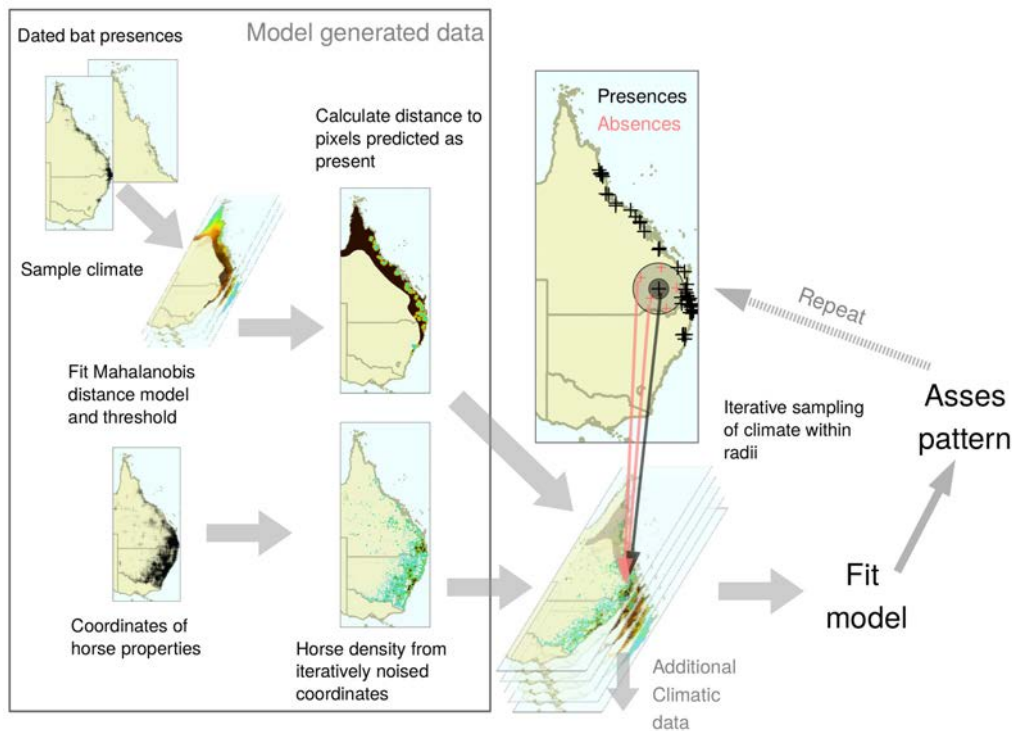 Model generated data
Dated bat presences
Sample climate
Fit Mahalanobis
distance model
and threshold
Calculate distance to
pixels predicted as
present
Coordinates of
horse properties
Horse density from
iteratively noised
coordinates
Presences
Absences
Iterative sampling
of climate within
radii
Additional
Climatic
data
Fit
model
Asses
pattern
Repeat